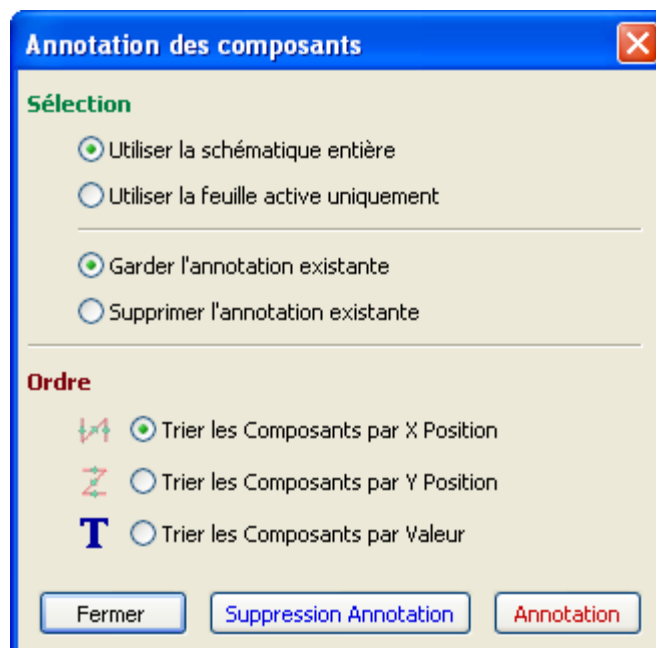 Annotation des composants
Sélection
Utiliser la schématique entière
Utiliser la feuille active uniquement
Garder l'annotation existante
Supprimer l'annotation existante
Ordre
Trier les Composants par X Position
Trier les Composants par Y Position
T Trier les Composants par Valeur
Fermer Suppression Annotation Annotation